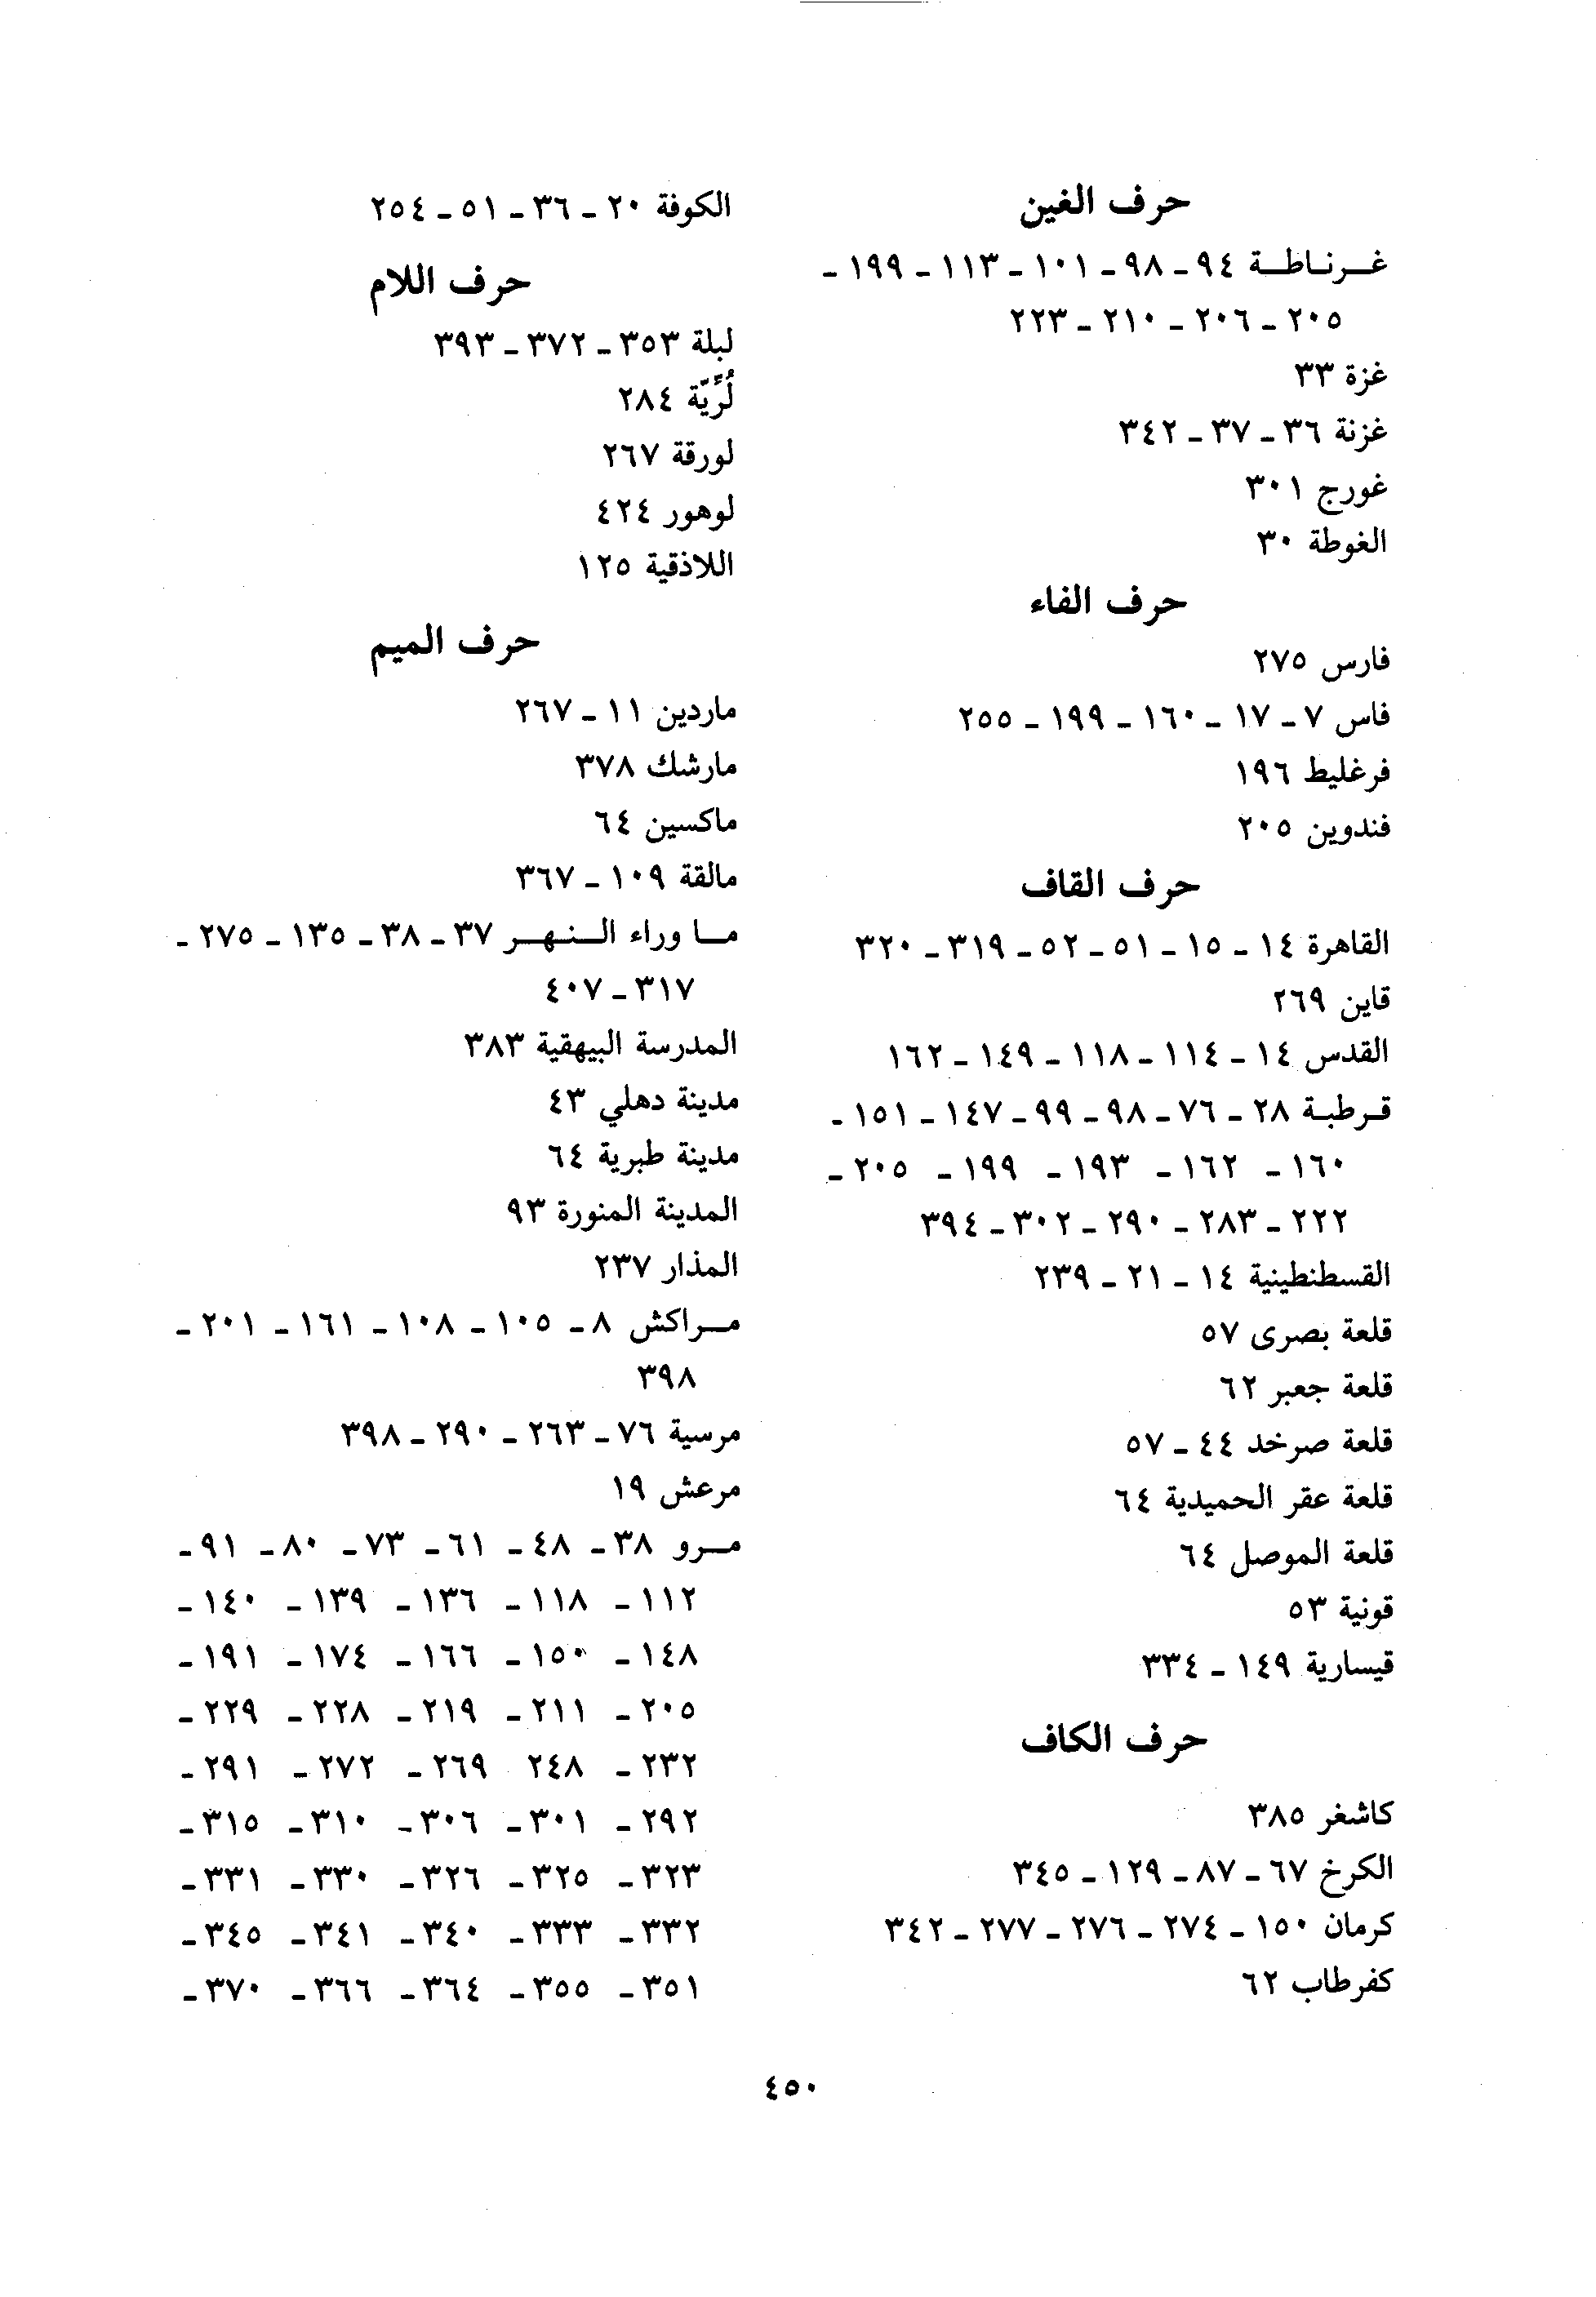 حرف الغين
غرناطة ٩٤ ـ ٩٨ ـ ١٠١ ـ ١١٣ ـ ١٩٩ ـ
٢٠٥ ـ ٢٠٦ ـ ٢١٠ ـ ٢٢٣
غزة ٣٣
غزنة ٣٦ ـ ٣٧ ـ ٣٤٢
غورج ٣٠١
الغوطة ٣٠
حرف الفاء
فارس ٢٧٥
فاس ٧ ـ ١٧ ـ ١٦٠ ـ ١٩٩ ـ ٢٥٥
فرغليط ١٩٦
فندوين ٢٠٥
حرف القاف
القاهرة ١٤ ـ ١٥ ـ ٥١ ـ ٥٢ ـ ٣١٩ ـ ٣٢٠
قاين ٢٦٩
القدس ١٤ ـ ١١٤ ـ ١١٨ ـ ١٤٩ ـ ١٦٢
قرطبة ٢٨ ـ ٧٦ ـ ٩٨ ـ ٩٩ ـ ١٤٧ ـ ١٥١ ـ
١٦٠ ـ ١٦٢ ـ ١٩٣ ـ ١٩٩ ـ ٢٠٥ ـ
٢٢٢ ـ ٢٨٣ ـ ٢٩٠ ـ ٣٠٢ ـ ٣٩٤
القسطنطينية ١٤ ـ ٢١ ـ ٢٣٩
قلعة بصرى ٥٧
قلعة جعبر ٦٢
قلعة صرخد ٤٤ ـ ٥٧
قلعة عقر الحميدية ٦٤
قلعة الموصل ٦٤
قونية ٥٣
قيسارية ١٤٩ ـ ٣٣٤
حرف الكاف
كاشغر ٣٨٥
الكرخ ٦٧ ـ ٨٧ ـ ١٢٩ ـ ٣٤٥
كرمان ١٥٠ ـ ٢٧٤ ـ ٢٧٦ ـ ٢٧٧ ـ ٣٤٢
كفرطاب ٦٢
الكوفة ٢٠ ـ ٣٦ ـ ٥١ ـ ٢٥٤
حرف اللام
لبلة ٣٥٣ ـ ٣٧٢ ـ ٣٩٣
لُرِّيّة ٢٨٤
لورقة ٢٦٧
لوهور ٤٢٤
اللاذقية ١٢٥
حرف الميم
ماردين ١١ ـ ٢٦٧
مارشك ٣٧٨
ماكسين ٦٤
مالقة ١٠٩ ـ ٣٦٧
ما وراء النهر ٣٧ ـ ٣٨ ـ ١٣٥ ـ ٢٧٥ ـ
٣١٧ ـ ٤٠٧
المدرسة البيهقية ٣٨٣
مدينة دهلي ٤٣
مدينة طبرية ٦٤
المدينة المنورة ٩٣
المذار ٢٣٧
مراكش ٨ ـ ١٠٥ ـ ١٠٨ ـ ١٦١ ـ ٢٠١ ـ
٣٩٨
مرسية ٧٦ ـ ٢٦٣ ـ ٢٩٠ ـ ٣٩٨
مرعش ١٩
مرو ٣٨ ـ ٤٨ ـ ٦١ ـ ٧٣ ـ ٨٠ ـ ٩١ ـ
١١٢ ـ ١١٨ ـ ١٣٦ ـ ١٣٩ ـ ١٤٠ ـ
١٤٨ ـ ١٥٠ ـ ١٦٦ ـ ١٧٤ ـ ١٩١ ـ
٢٠٥ ـ ٢١١ ـ ٢١٩ ـ ٢٢٨ ـ ٢٢٩ ـ
٢٣٢ ـ ٢٤٨ ٢٦٩ ـ ٢٧٢ ـ ٢٩١ ـ
٢٩٢ ـ ٣٠١ ـ ٣٠٦ ـ ٣١٠ ـ ٣١٥ ـ
٣٢٣ ـ ٣٢٥ ـ ٣٢٦ ـ ٣٣٠ ـ ٣٣١ ـ
٣٣٢ ـ ٣٣٣ ـ ٣٤٠ ـ ٣٤١ ـ ٣٤٥ ـ
٣٥١ ـ ٣٥٥ ـ ٣٦٤ ـ ٣٦٦ ـ ٣٧٠ ـ
٤٥٠